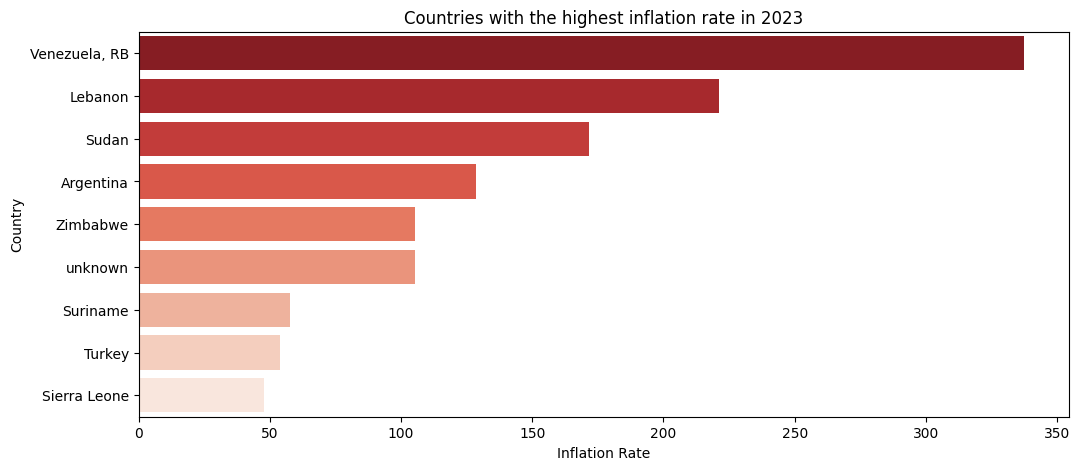 Countries with the highest inflation rate in 2023
Country
Venezuela, RB
Lebanon
Sudan
Argentina
Zimbabwe
unknown
Suriname
Turkey
Sierra Leone
0 50 100 150 200 250 300 350
Inflation Rate